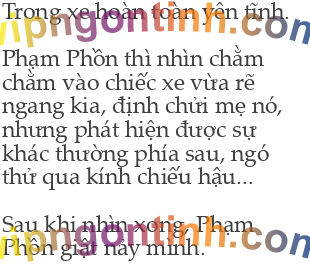 Trong xe hoàn toàn yên tĩnh.
vipngontinh.com
Phạm Phồn thì nhìn chằm
chằm vào chiếc xe vừa rẽ
ngang kia, định chửi mẹ nó,
nhưng phát hiện được sự
khác thường phía sau, ngó
thử qua kính chiếu hậu...
Sau khi nhìn xong, Phạm
Phồn giật nảy mình.
vipngontinh.com